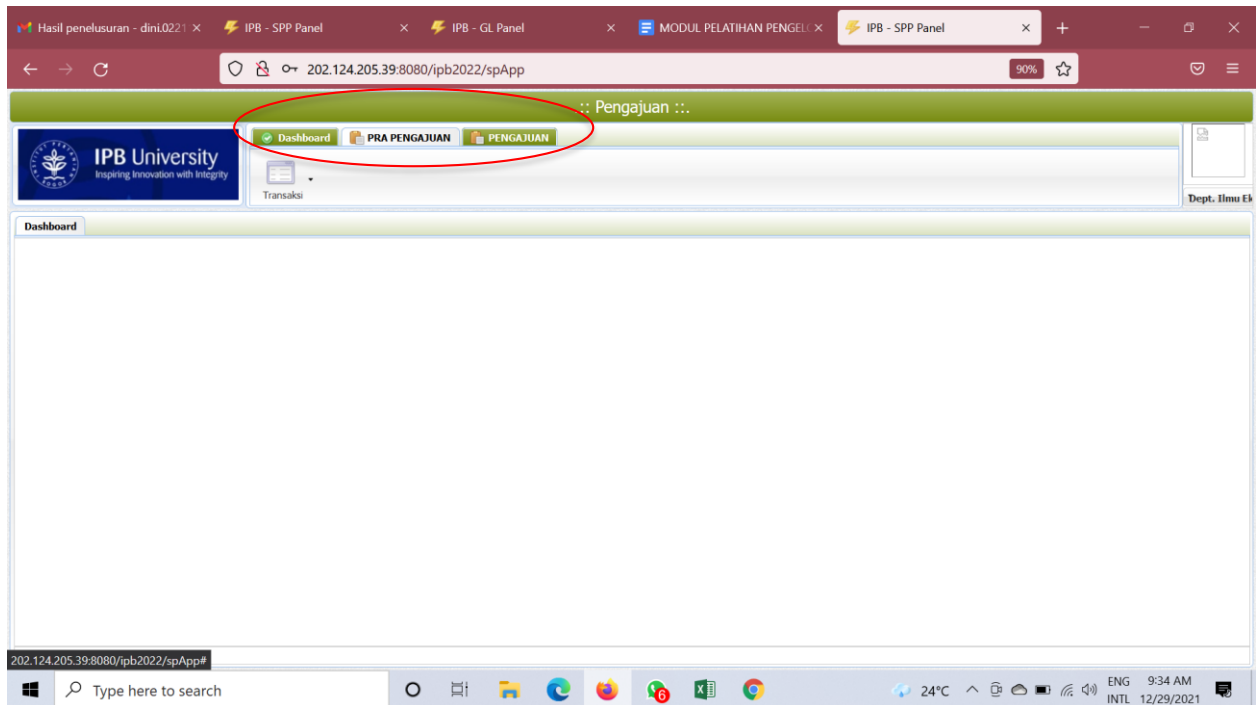 Hasil penelusuran - dini.0221
IPB - SPP Panel
IPB - GL Panel
MODUL PELATIHAN PENGEL
IPB - SPP Panel
202.124.205.39:8080/ipb2022/spApp
90%
:: Pengajuan ::.
IPB University
Inspiring Innovation with Integrity
Dashboard
PRA PENGAJUAN
PENGAJUAN
Transaksi
Dept. Ilmu Ek
Dashboard
202.124.205.39:8080/ipb2022/spApp#
Type here to search
6
24°C
ENG
INTL
9:34 AM
12/29/2021